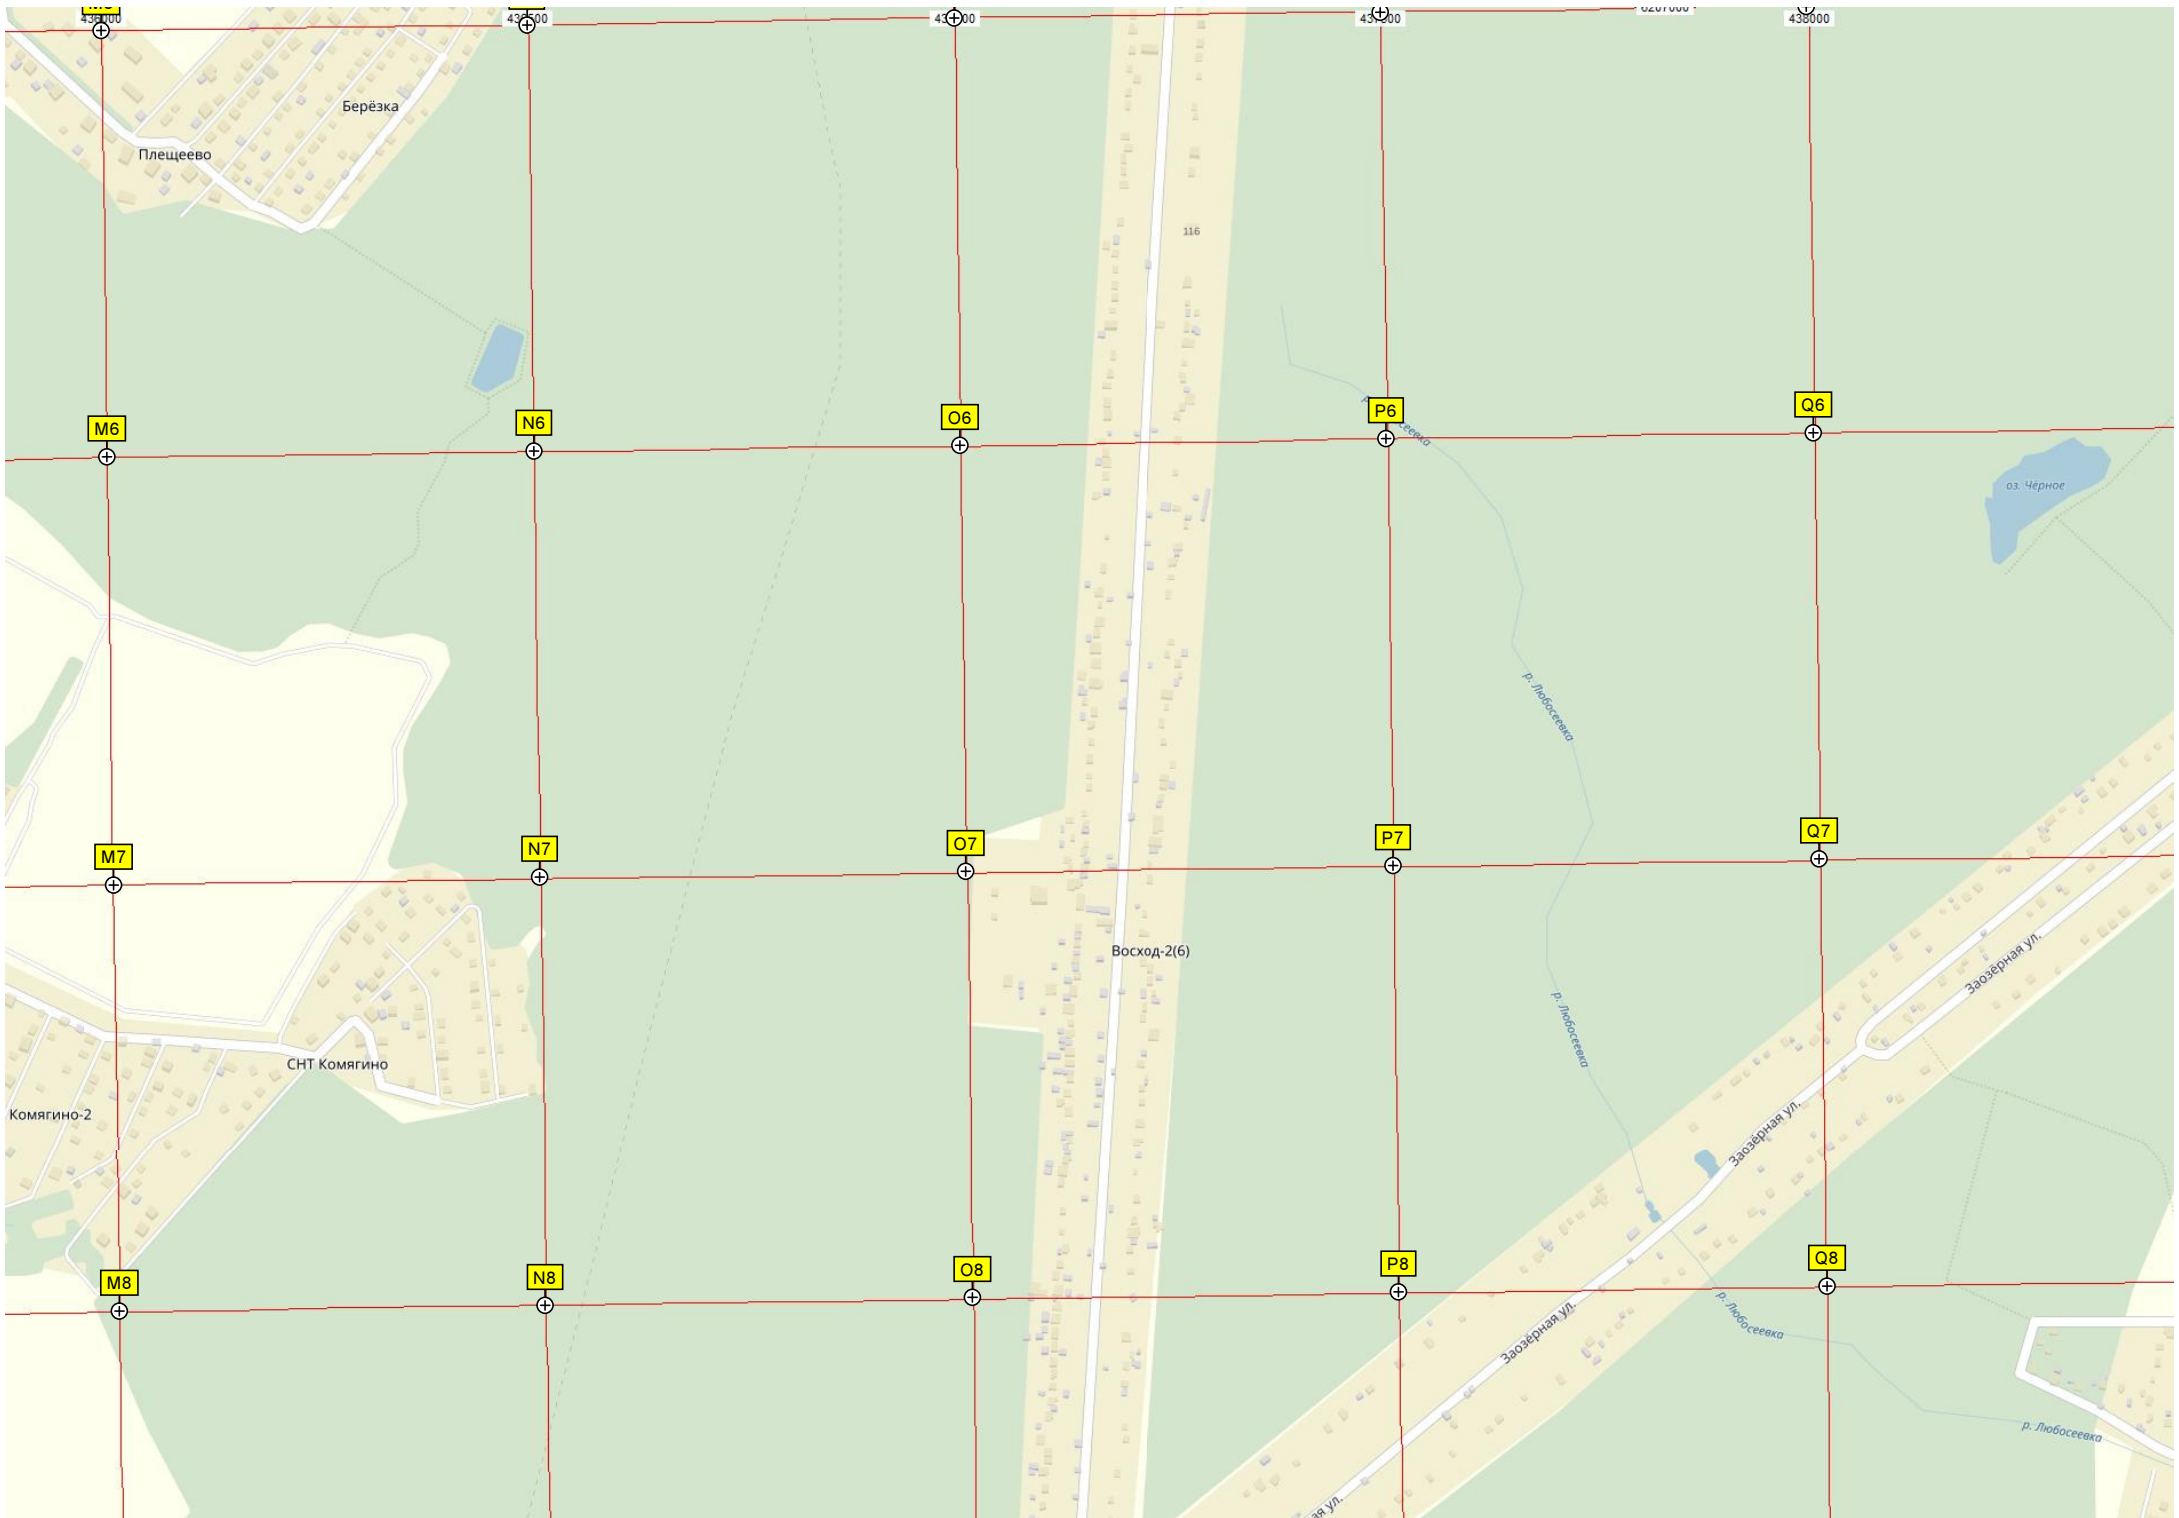 436000
438000
Берёзка
Плещеево
116
M6
N6
O6
P6
Q6
оз. Чёрное
р. Любосеевка
M7
N7
O7
P7
Q7
Восход-2(6)
Заозёрная ул.
р. Любосеевка
СНТ Комягино
Комягино-2
Заозёрная ул.
M8
N8
O8
P8
Q8
р. Любосеевка
Заозёрная ул.
р. Любосеевка
ул.